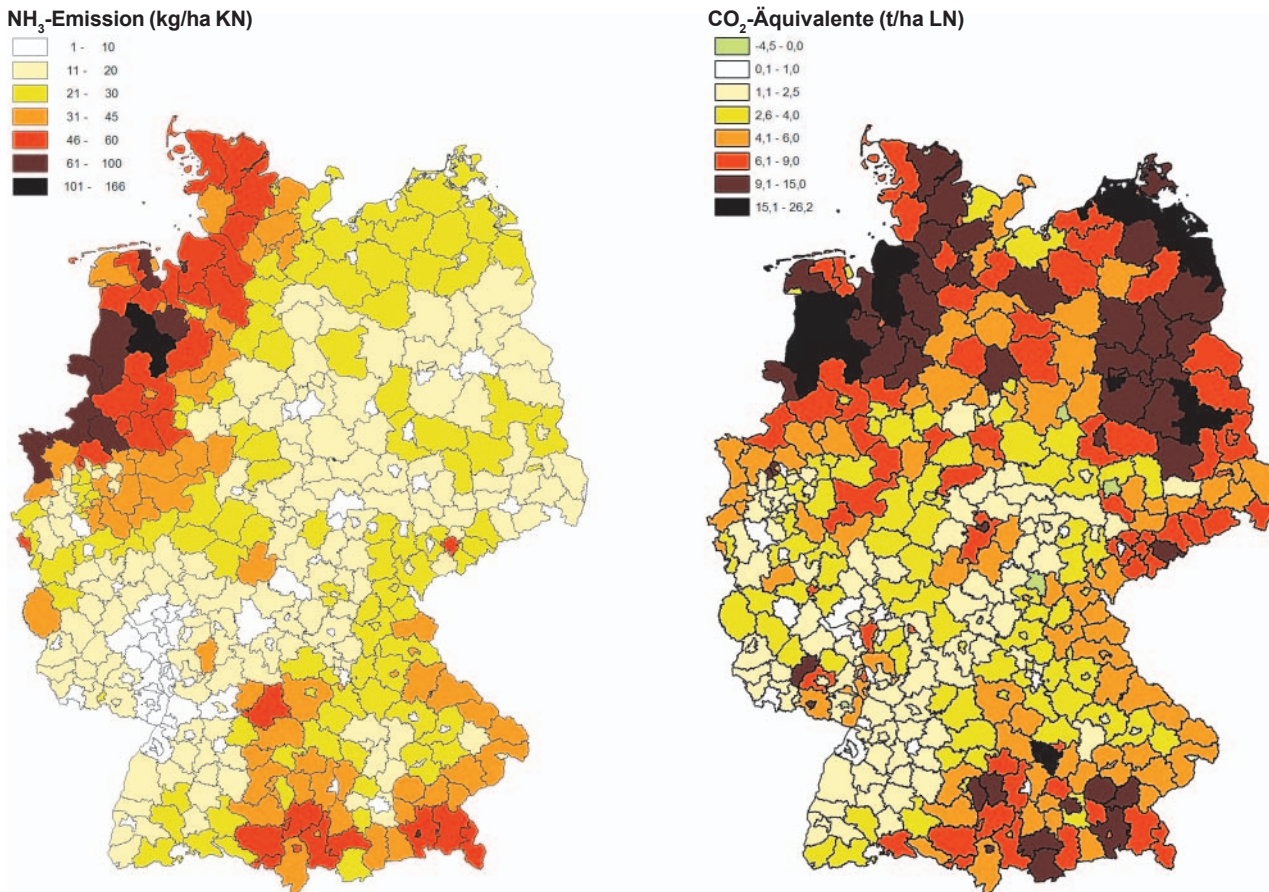 NH₃-Emission (kg/ha KN)
1 - 10
11 - 20
21 - 30
31 - 45
46 - 60
61 - 100
101 - 166
CO₂-Äquivalente (t/ha LN)
-4,5 - 0,0
0,1 - 1,0
1,1 - 2,5
2,6 - 4,0
4,1 - 6,0
6,1 - 9,0
9,1 - 15,0
15,1 - 26,2